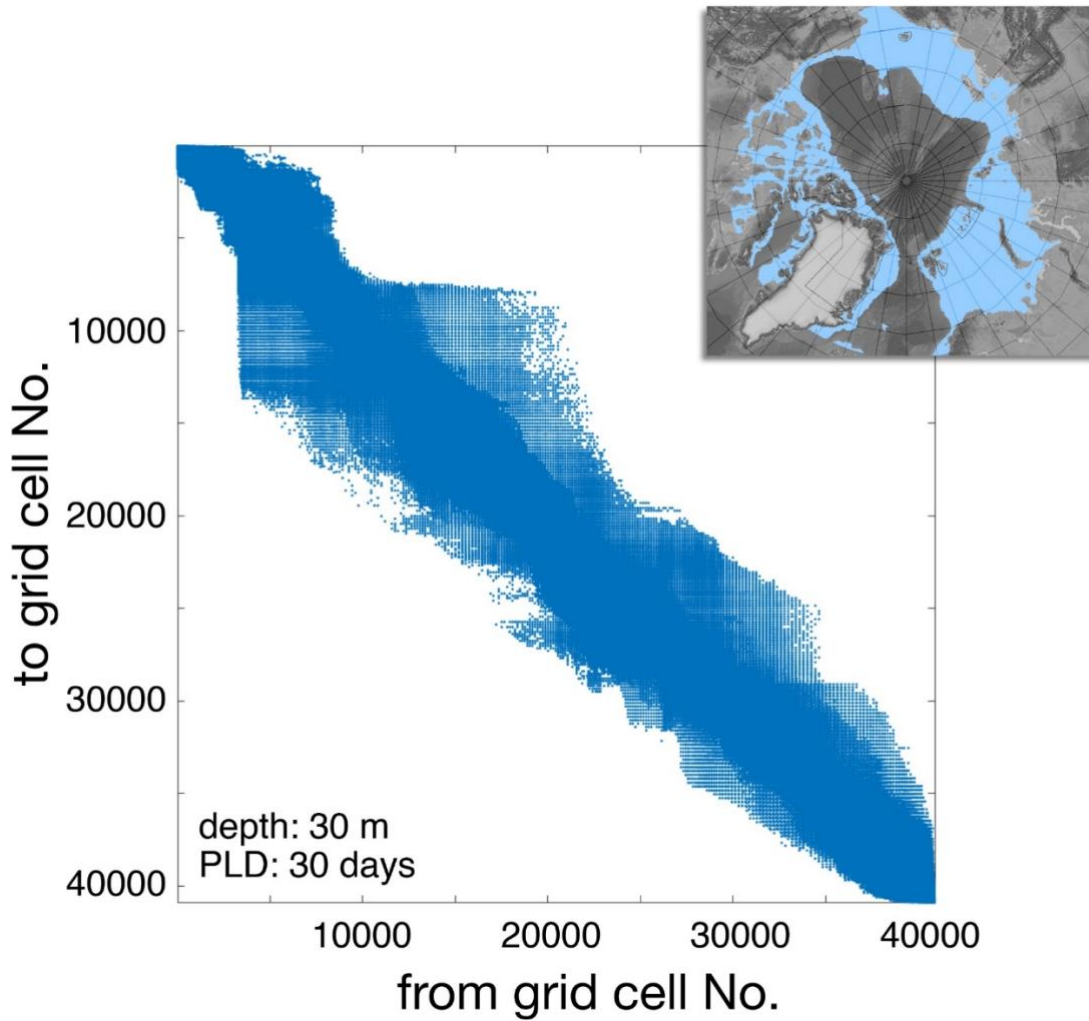 10000
20000
30000
40000
to grid cell No.
depth: 30 m
PLD: 30 days
10000 20000 30000 40000
from grid cell No.